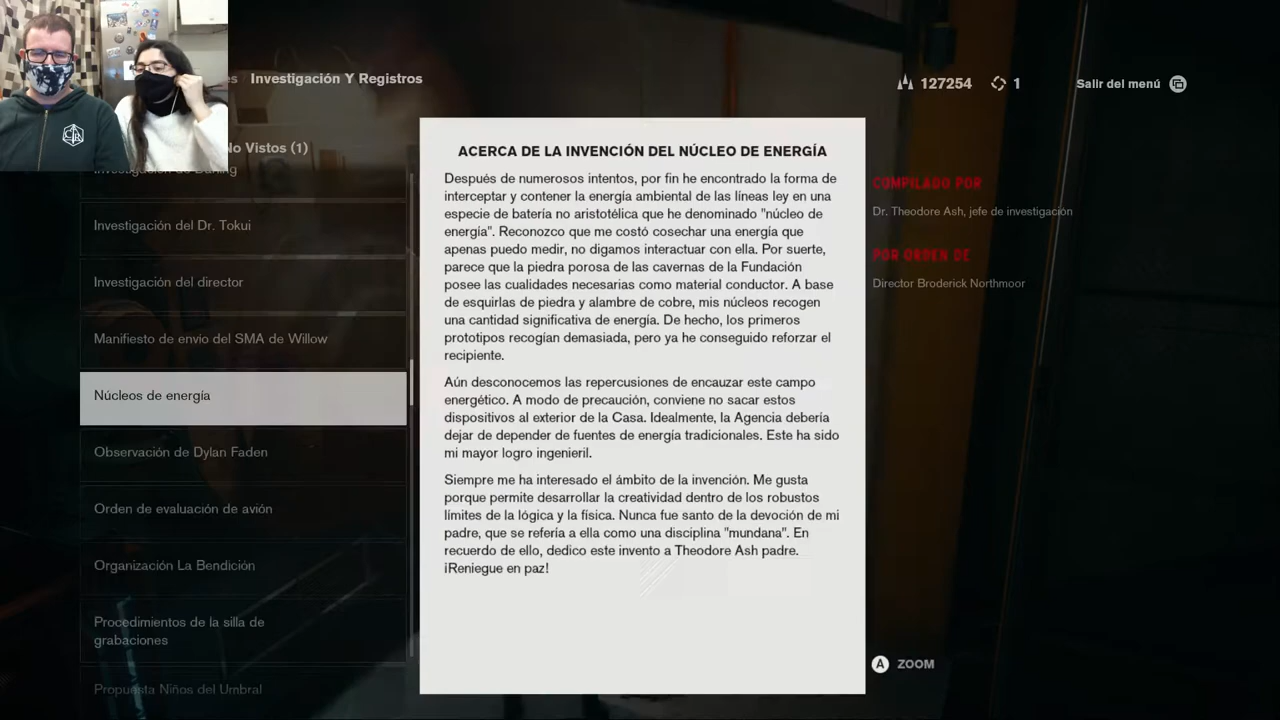 es / Investigación Y Registros
127254
1
Salir del menú
No Vistos (1)
Investigación de Darling
Investigación del Dr. Tokui
Investigación del director
Manifiesto de envío del SMA de Willow
Núcleos de energía
Observación de Dylan Faden
Orden de evaluación de avión
Organización La Bendición
Procedimientos de la silla de
grabaciones
Propuesta Niños del Umbral
ACERCA DE LA INVENCIÓN DEL NÚCLEO DE ENERGÍA
Después de numerosos intentos, por fin he encontrado la forma de
interceptar y contener la energía ambiental de las líneas ley en una
especie de batería no aristotélica que he denominado "núcleo de
energía". Reconozco que me costó cosechar una energía que
apenas puedo medir, no digamos interactuar con ella. Por suerte,
parece que la piedra porosa de las cavernas de la Fundación
posee las cualidades necesarias como material conductor. A base
de esquirlas de piedra y alambre de cobre, mis núcleos recogen
una cantidad significativa de energía. De hecho, los primeros
prototipos recogían demasiada, pero ya he conseguido reforzar el
recipiente.
Aún desconocemos las repercusiones de encauzar este campo
energético. A modo de precaución, conviene no sacar estos
dispositivos al exterior de la Casa. Idealmente, la Agencia debería
dejar de depender de fuentes de energía tradicionales. Este ha sido
mi mayor logro ingenieril.
Siempre me ha interesado el ámbito de la invención. Me gusta
porque permite desarrollar la creatividad dentro de los robustos
límites de la lógica y la física. Nunca fue santo de la devoción de mi
padre, que se refería a ella como una disciplina "mundana". En
recuerdo de ello, dedico este invento a Theodore Ash padre.
¡Reniegue en paz!
COMPILADO POR
Dr. Theodore Ash, jefe de investigación
POR ORDEN DE
Director Broderick Northmoor
A ZOOM